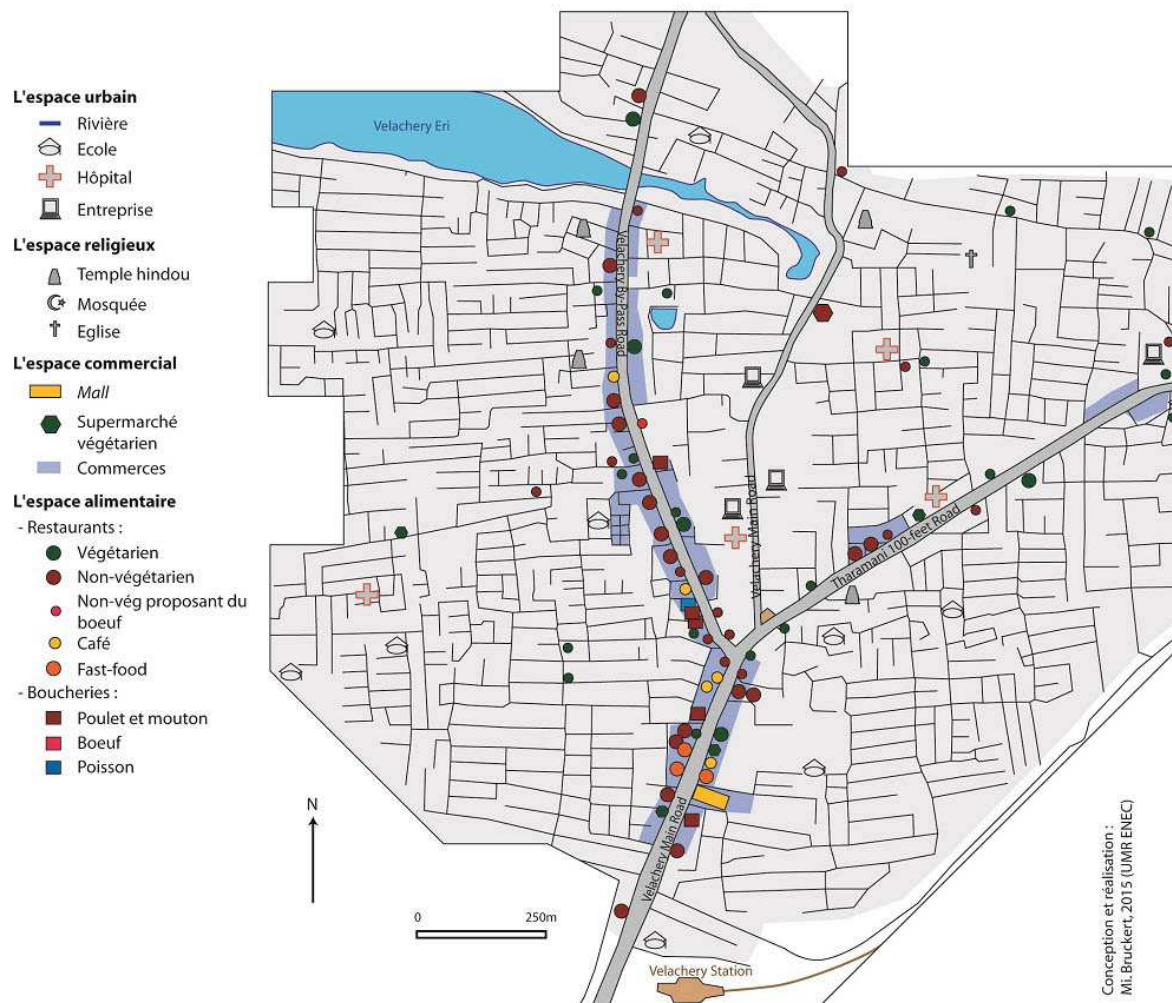 L'espace urbain
Rivière
Ecole
Hôpital
Entreprise
L'espace religieux
Temple hindou
Mosquée
Eglise
L'espace commercial
Mall
Supermarché
végétarien
Commerces
L'espace alimentaire
- Restaurants :
Végétarien
Non-végétarien
Non-vég proposant du
boeuf
Café
Fast-food
- Boucheries :
Poulet et mouton
Boeuf
Poisson
Velachery Eri
Velachery By-Pass Road
Velachery Main Road
Tharamani 100-feet Road
Velachery Main Road
N
0
250m
Velachery Station
Conception et réalisation :
Mi. Bruckert, 2015 (UMR ENEC)